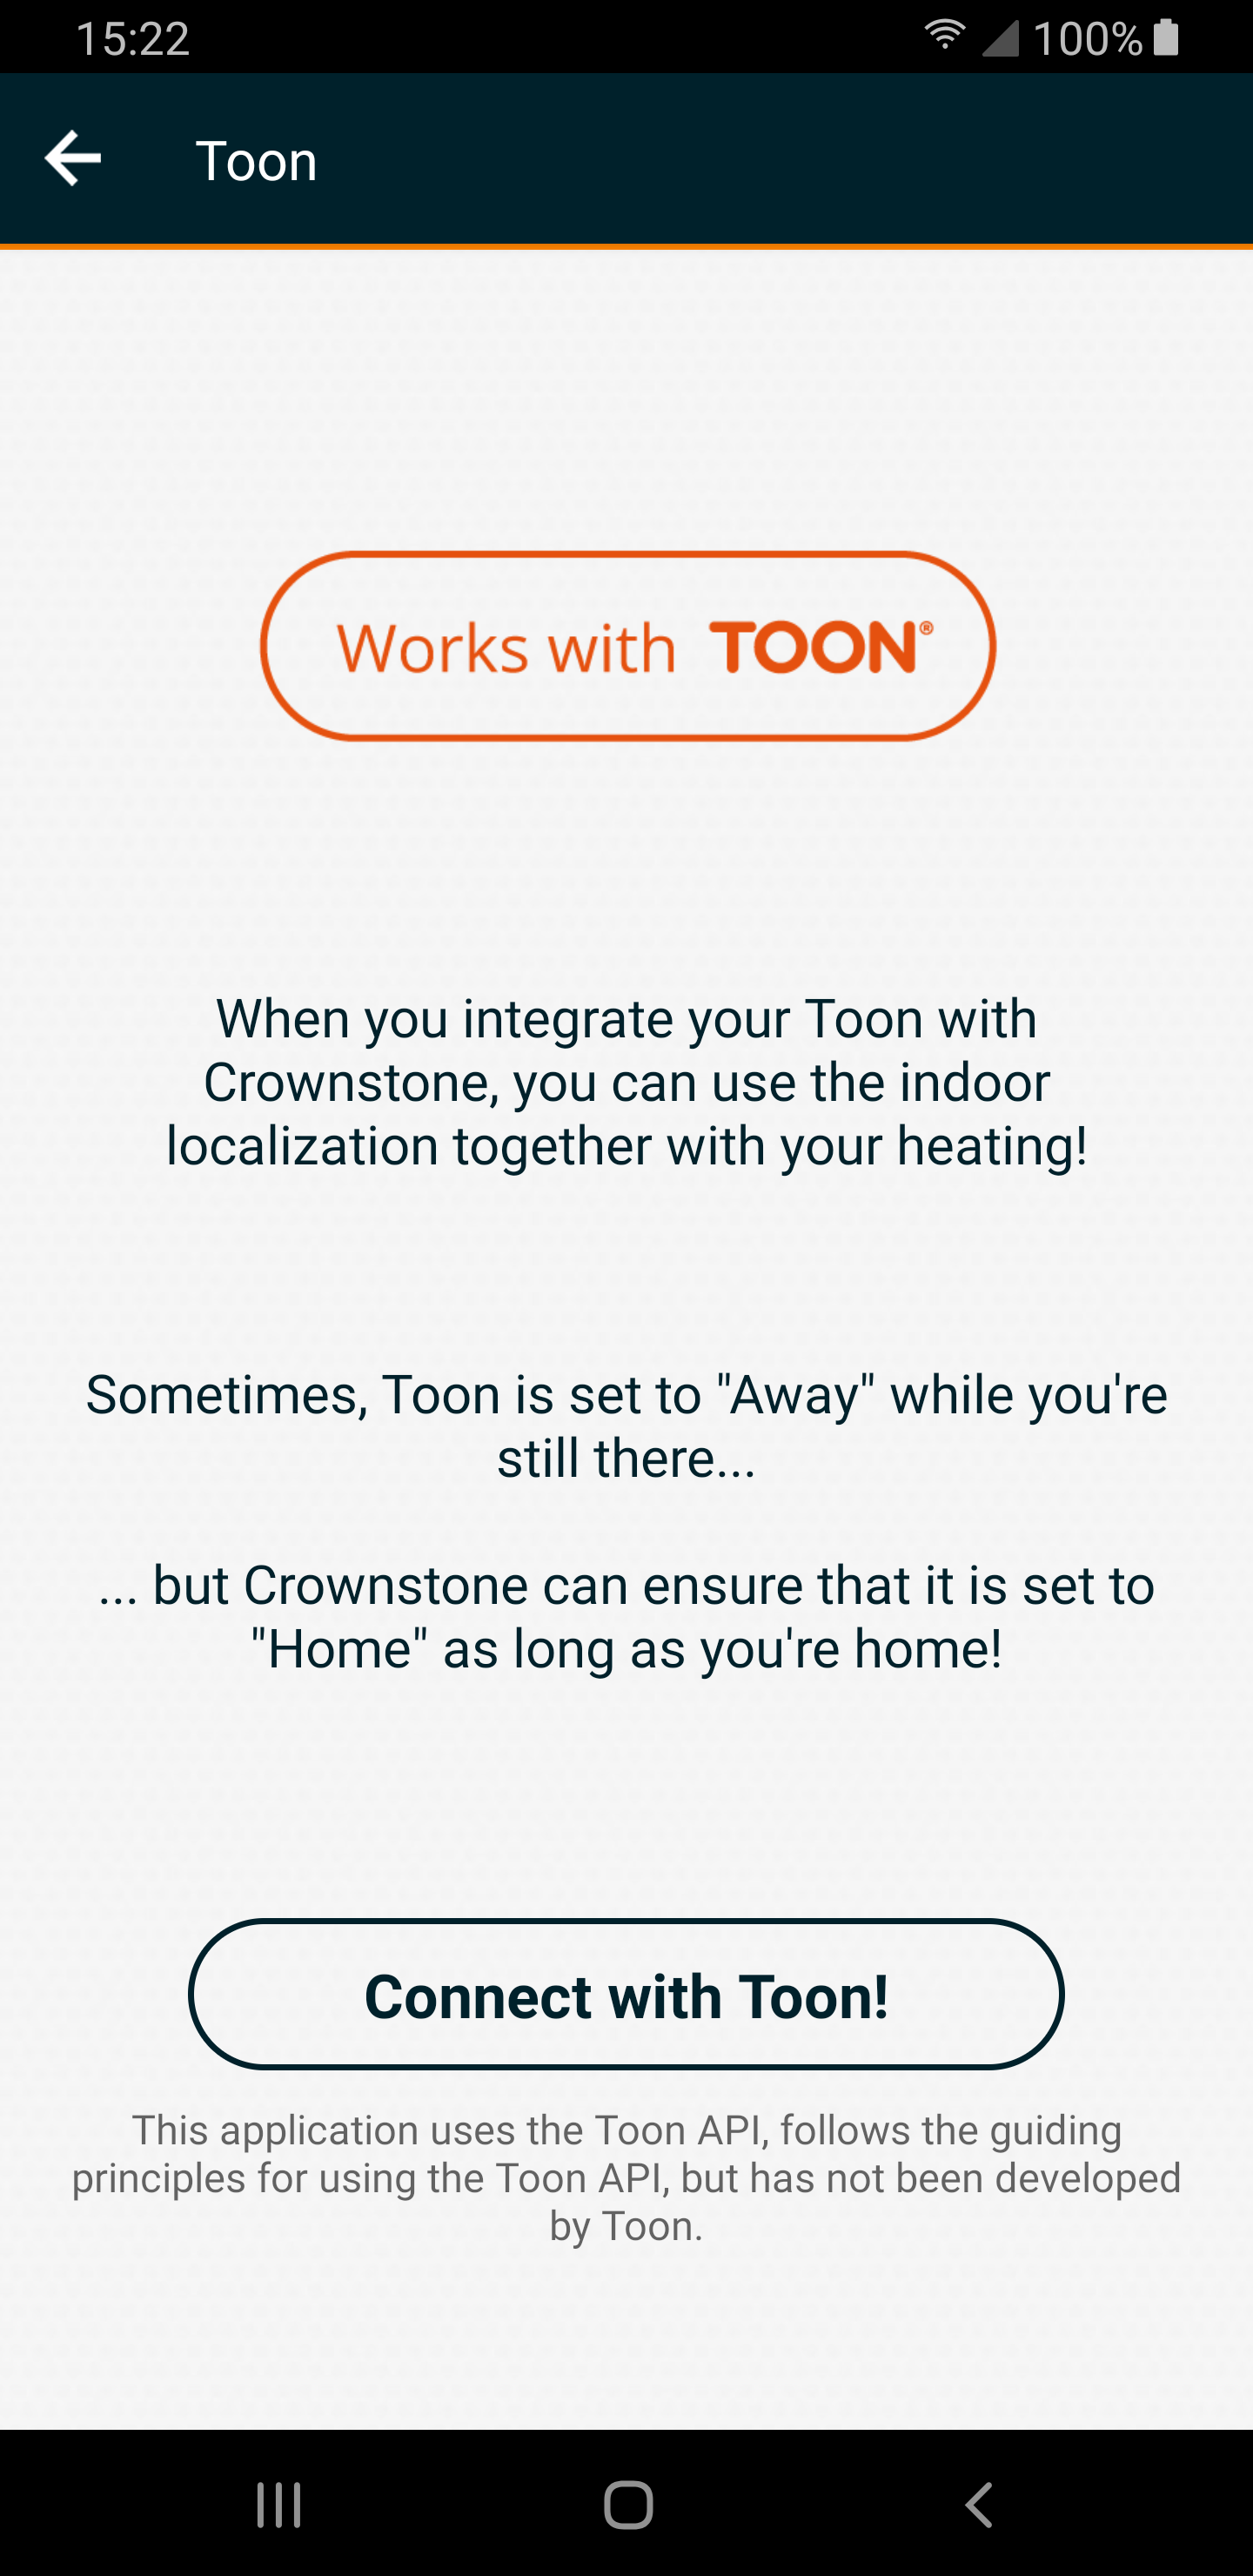 15:22 100%
Toon
Works with TOON®
When you integrate your Toon with
Crownstone, you can use the indoor
localization together with your heating!
Sometimes, Toon is set to "Away" while you're
still there...
... but Crownstone can ensure that it is set to
"Home" as long as you're home!
Connect with Toon!
This application uses the Toon API, follows the guiding
principles for using the Toon API, but has not been developed
by Toon.